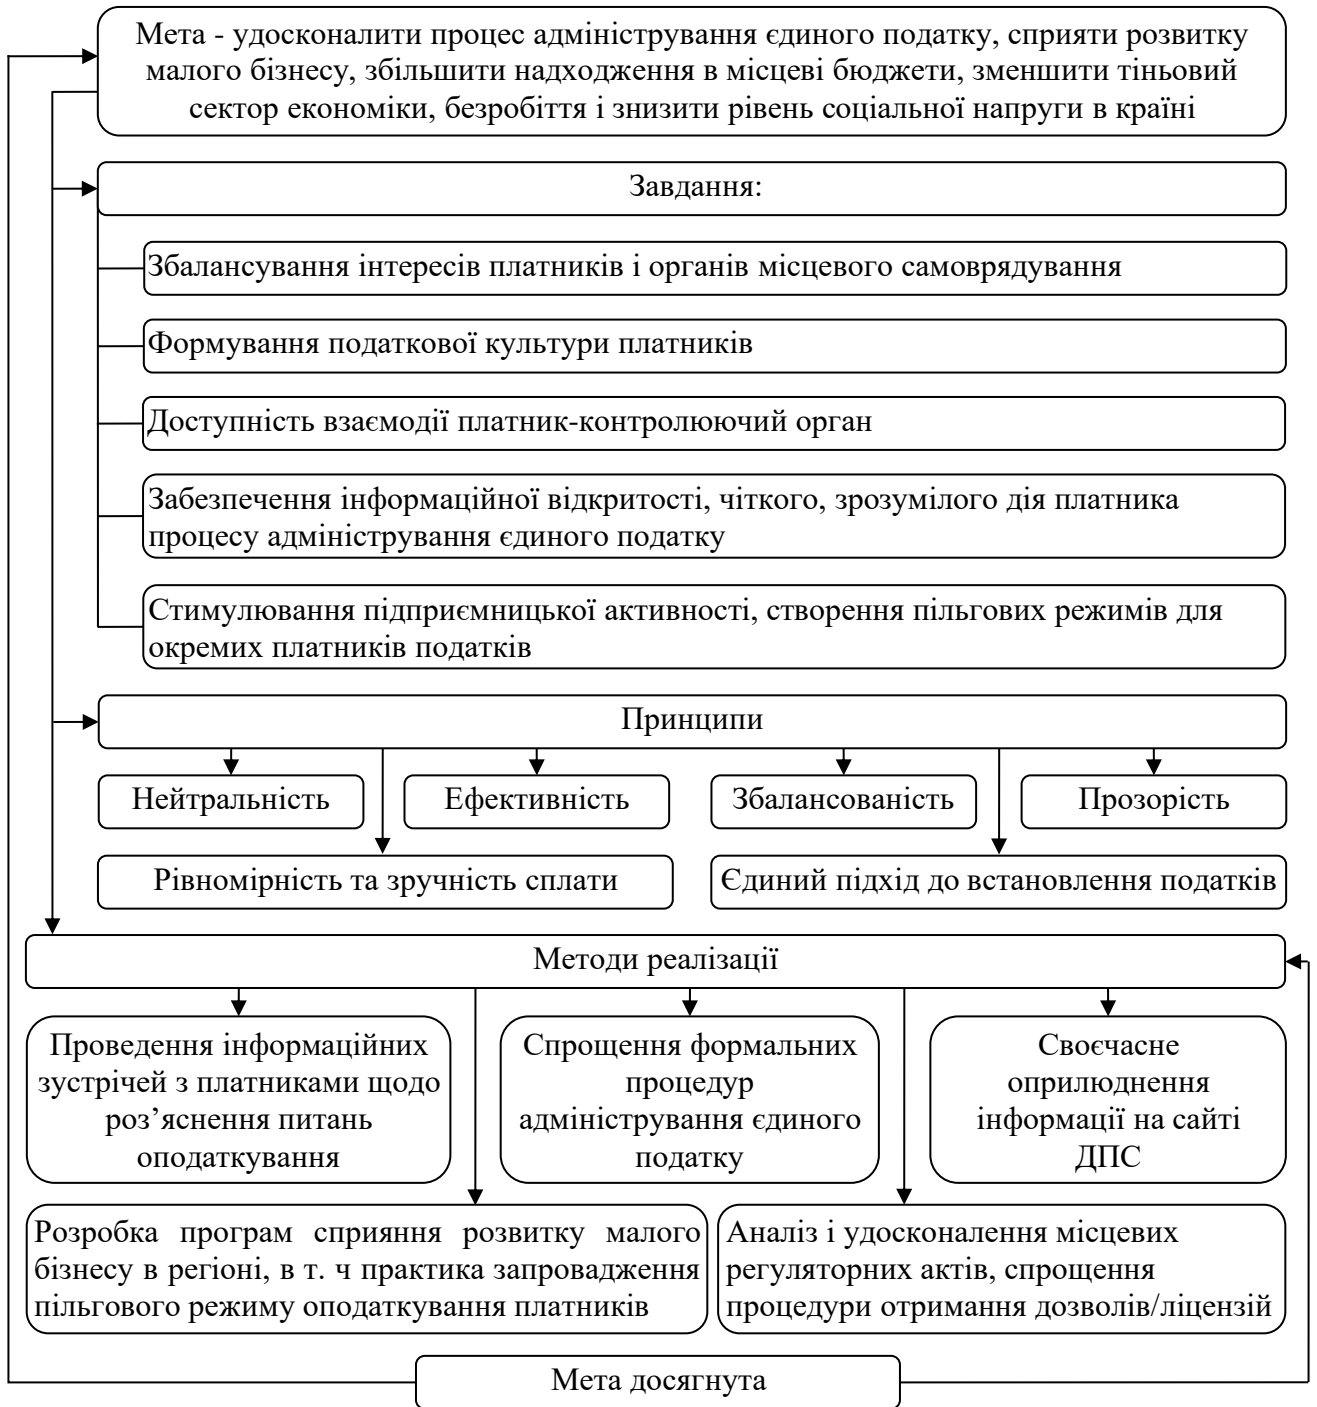 Мета - удосконалити процес адміністрування єдиного податку, сприяти розвитку
малого бізнесу, збільшити надходження в місцеві бюджети, зменшити тіньовий
сектор економіки, безробіття і знизити рівень соціальної напруги в країні
Завдання:
Збалансування інтересів платників і органів місцевого самоврядування
Формування податкової культури платників
Доступність взаємодії платник-контролюючий орган
Забезпечення інформаційної відкритості, чіткого, зрозумілого дія платника
процесу адміністрування єдиного податку
Стимулювання підприємницької активності, створення пільгових режимів для
окремих платників податків
Принципи
Нейтральність
Ефективність
Збалансованість
Прозорість
Рівномірність та зручність сплати
Єдиний підхід до встановлення податків
Методи реалізації
Проведення інформаційних
зустрічей з платниками щодо
роз’яснення питань
оподаткування
Спрощення формальних
процедур
адміністрування єдиного
податку
Своєчасне
оприлюднення
інформації на сайті
ДПС
Розробка програм сприяння розвитку малого
бізнесу в регіоні, в т. ч практика запровадження
пільгового режиму оподаткування платників
Аналіз і удосконалення місцевих
регуляторних актів, спрощення
процедури отримання дозволів/ліцензій
Мета досягнута